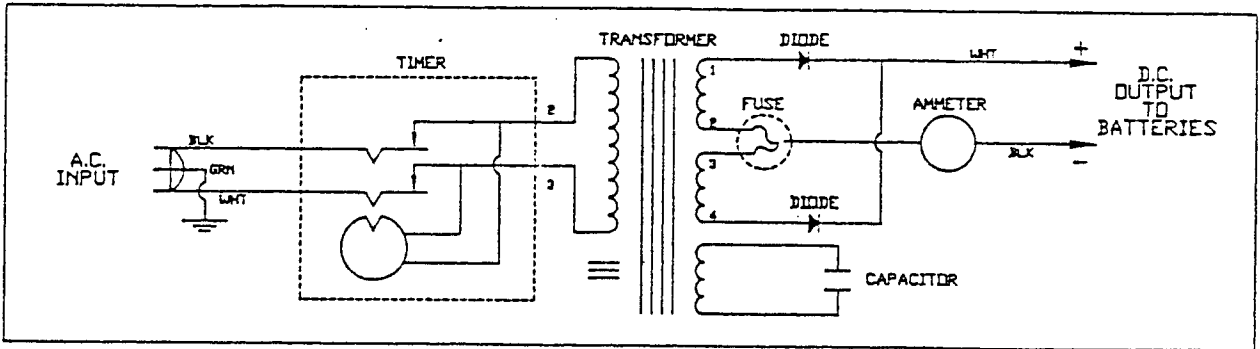 TRANSFORMER
DIODE
TIMER
WHT
+
D.C.
OUTPUT
TO
BATTERIES
1
FUSE
AMMETER
2
2
BLK
A.C.
INPUT
GRN
3
3
BLK
-
WHT
DIODE
4
CAPACITOR